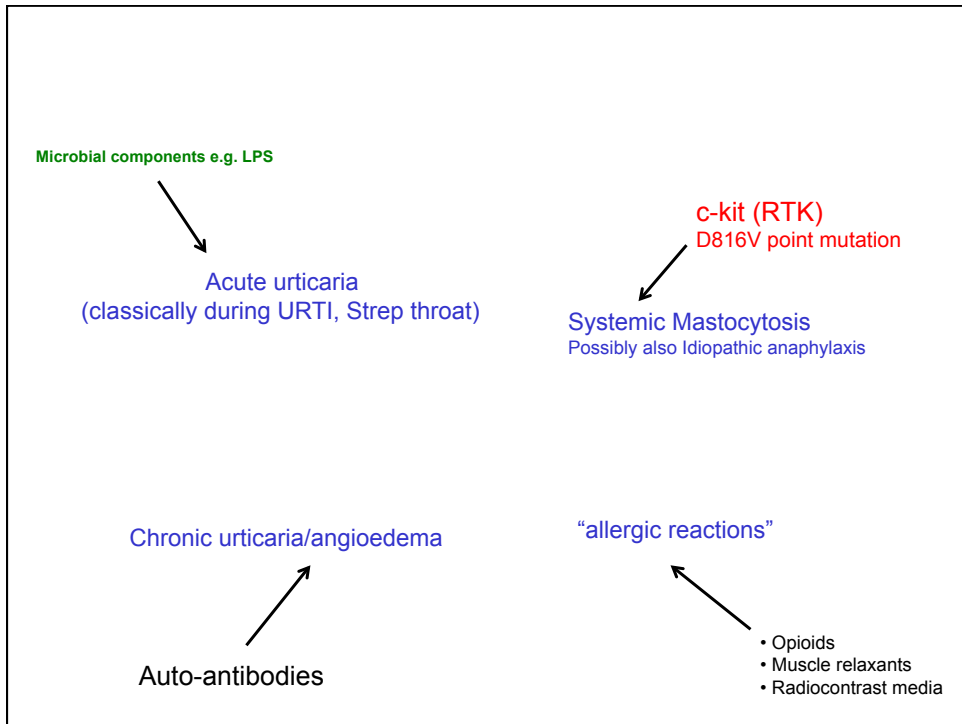 Microbial components e.g. LPS
c-kit (RTK)
D816V point mutation
Acute urticaria
(classically during URTI, Strep throat)
Systemic Mastocytosis
Possibly also Idiopathic anaphylaxis
Chronic urticaria/angioedema
“allergic reactions”
Auto-antibodies
• Opioids
• Muscle relaxants
• Radiocontrast media